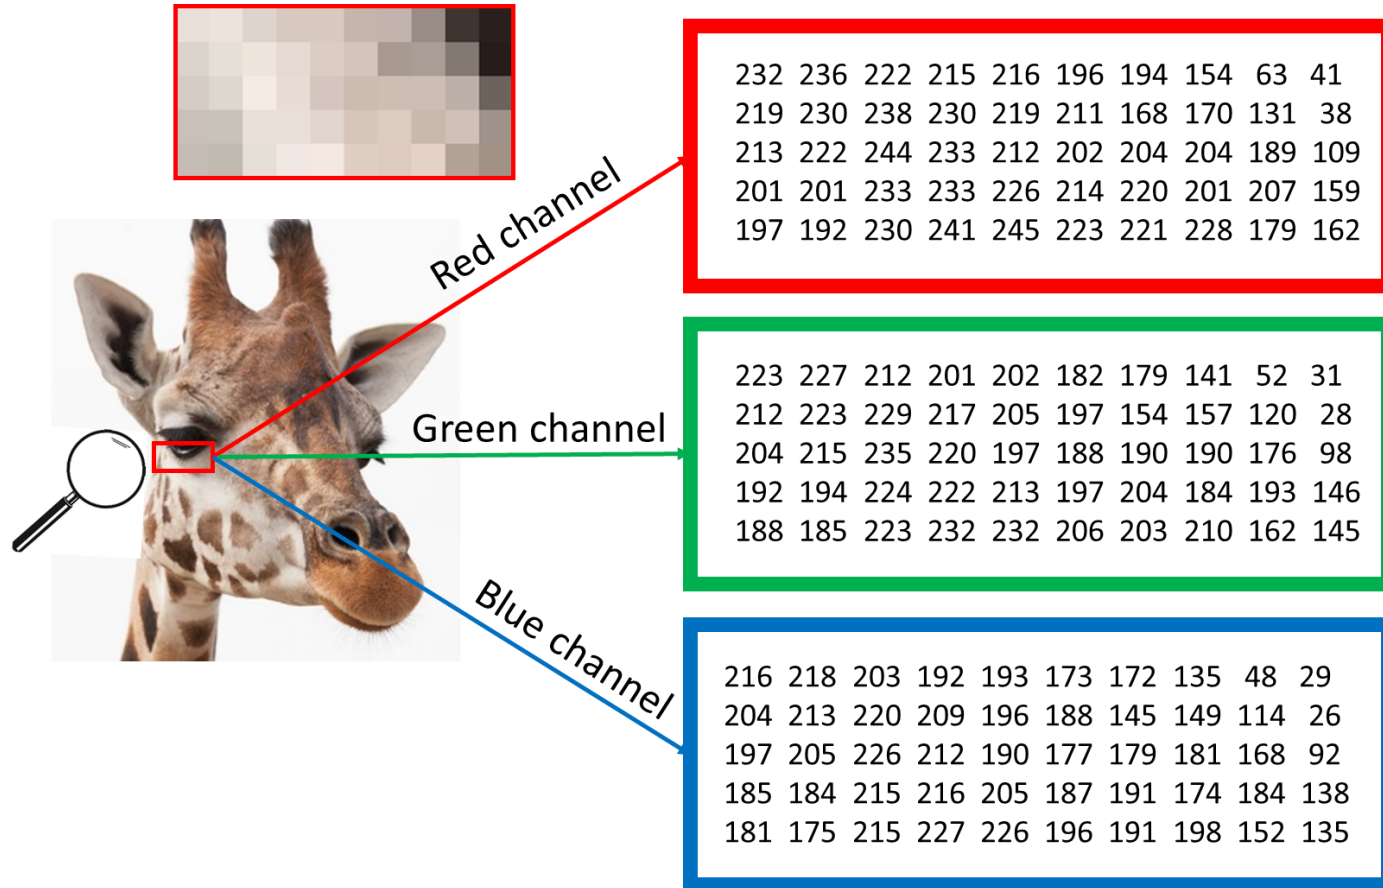 Red channel
232 236 222 215 216 196 194 154 63 41
219 230 238 230 219 211 168 170 131 38
213 222 244 233 212 202 204 204 189 109
201 201 233 233 226 214 220 201 207 159
197 192 230 241 245 223 221 228 179 162
Green channel
223 227 212 201 202 182 179 141 52 31
212 223 229 217 205 197 154 157 120 28
204 215 235 220 197 188 190 190 176 98
192 194 224 222 213 197 204 184 193 146
188 185 223 232 232 206 203 210 162 145
Blue channel
216 218 203 192 193 173 172 135 48 29
204 213 220 209 196 188 145 149 114 26
197 205 226 212 190 177 179 181 168 92
185 184 215 216 205 187 191 174 184 138
181 175 215 227 226 196 191 198 152 135